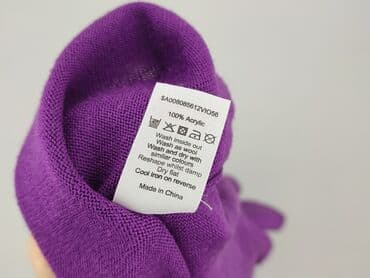 SA008085612VIO56
100% Acrylic
Wash inside out
Wash as wool
Wash and dry with
similar colours
Reshape whilst damp
Dry flat
Cool iron on reverse
Made in China